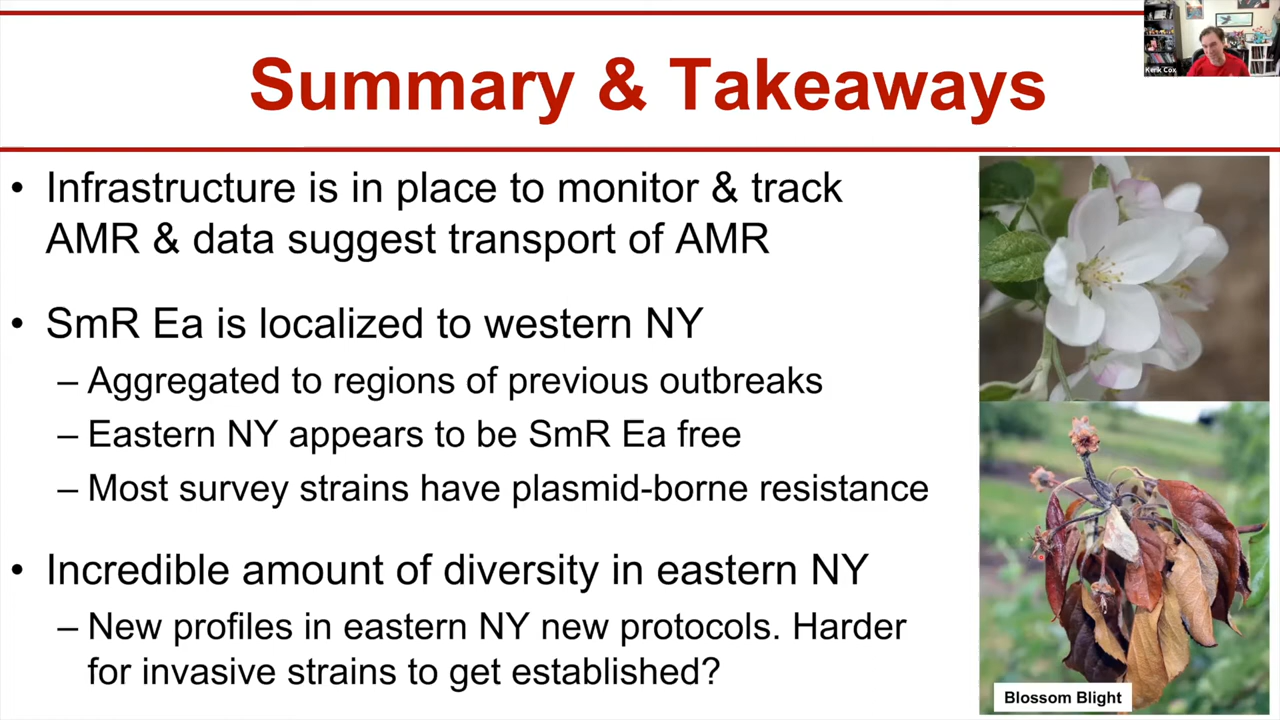 Kerik Cox
Summary & Takeaways
• Infrastructure is in place to monitor & track
AMR & data suggest transport of AMR
• SmR Ea is localized to western NY
– Aggregated to regions of previous outbreaks
– Eastern NY appears to be SmR Ea free
– Most survey strains have plasmid-borne resistance
• Incredible amount of diversity in eastern NY
– New profiles in eastern NY new protocols. Harder
for invasive strains to get established?
Blossom Blight